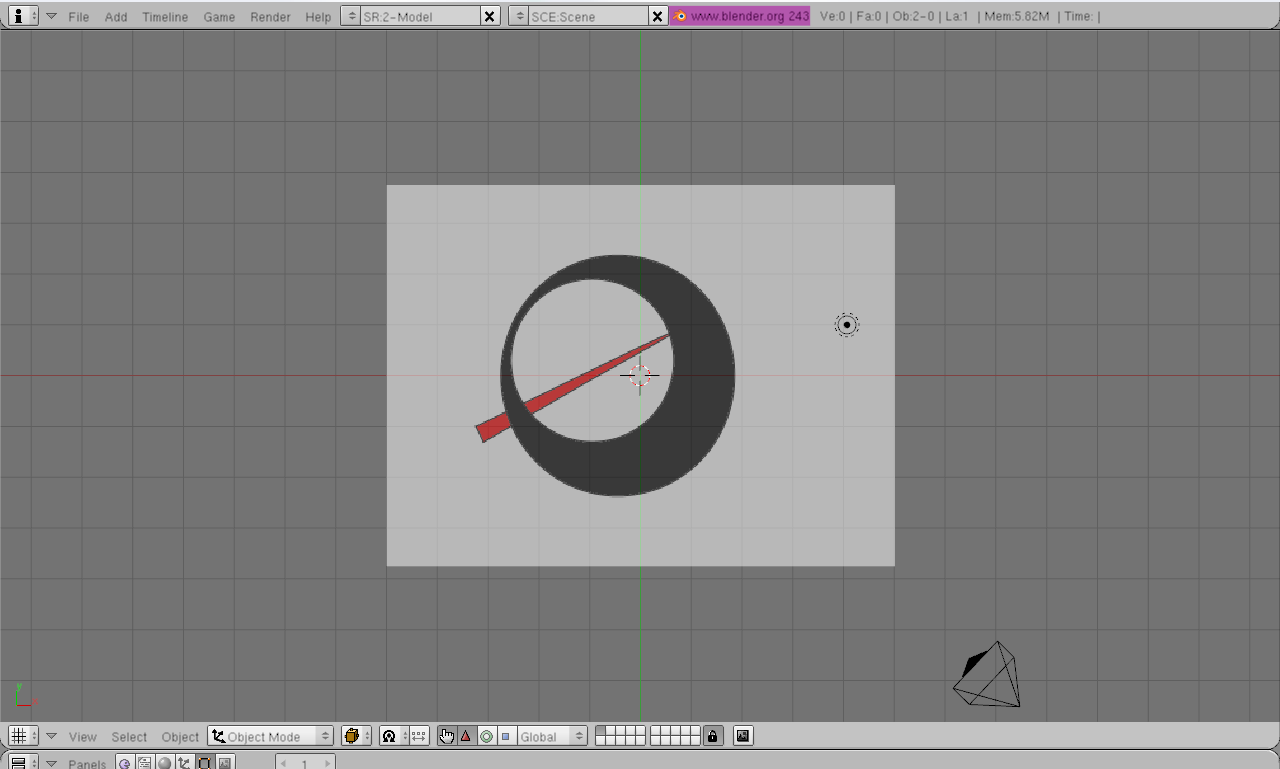 File Add Timeline Game Render Help SR:2-Model SCE:Scene www.blender.org 243 Ve:0 | Fa:0 | Ob:2-0 | La:1 | Mem:5.82M | Time: |
y
x
View Select Object Object Mode Global
Panels 1